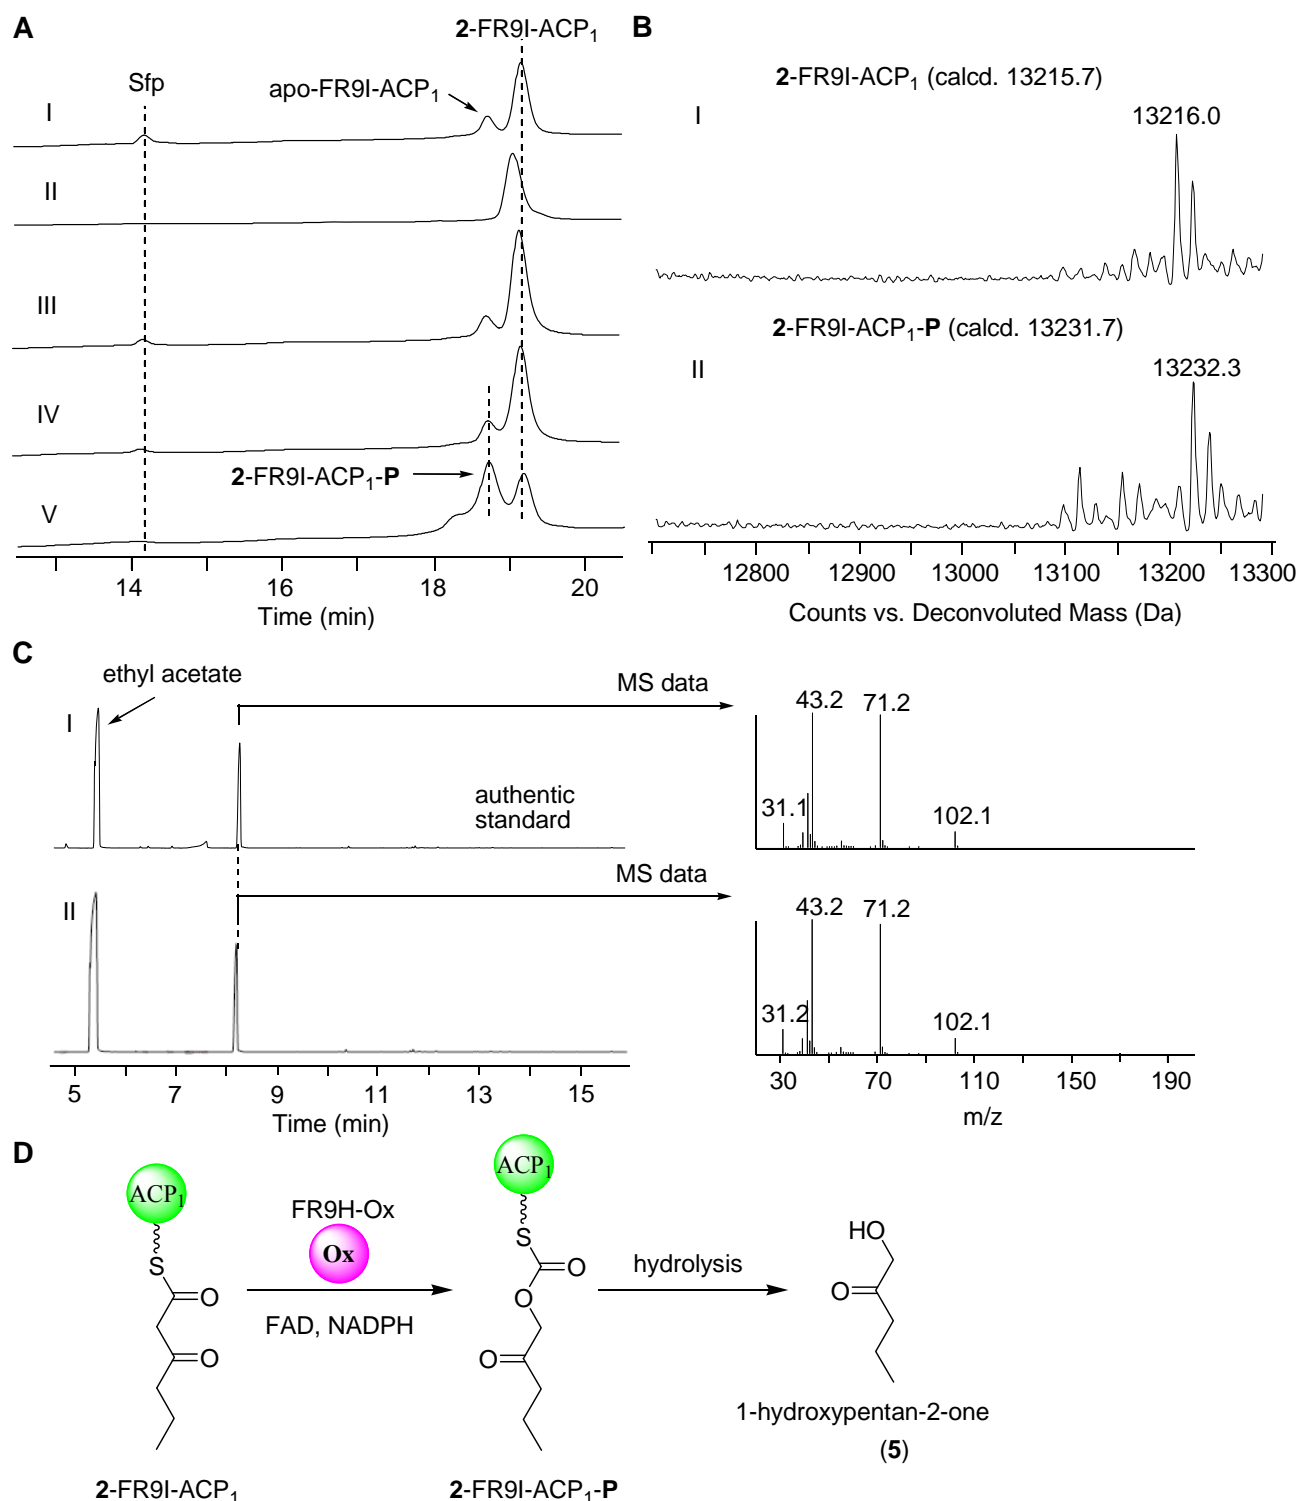 A
2-FR9I-ACP1
Sfp
apo-FR9I-ACP1
I
II
III
IV
2-FR9I-ACP1-P
V
14 16 18 20
Time (min)
B
2-FR9I-ACP1 (calcd. 13215.7)
I
13216.0
2-FR9I-ACP1-P (calcd. 13231.7)
II
13232.3
12800 12900 13000 13100 13200 13300
Counts vs. Deconvoluted Mass (Da)
C
ethyl acetate
I
MS data
authentic
standard
43.2 71.2
31.1
102.1
II
MS data
43.2 71.2
31.2
102.1
5 7 9 11 13 15
Time (min)
30 70 110 150 190
m/z
D
ACP1
S
O
O
2-FR9I-ACP1
FR9H-Ox
Ox
FAD, NADPH
ACP1
S
O
O
O
2-FR9I-ACP1-P
hydrolysis
HO
O
1-hydroxypentan-2-one
(5)